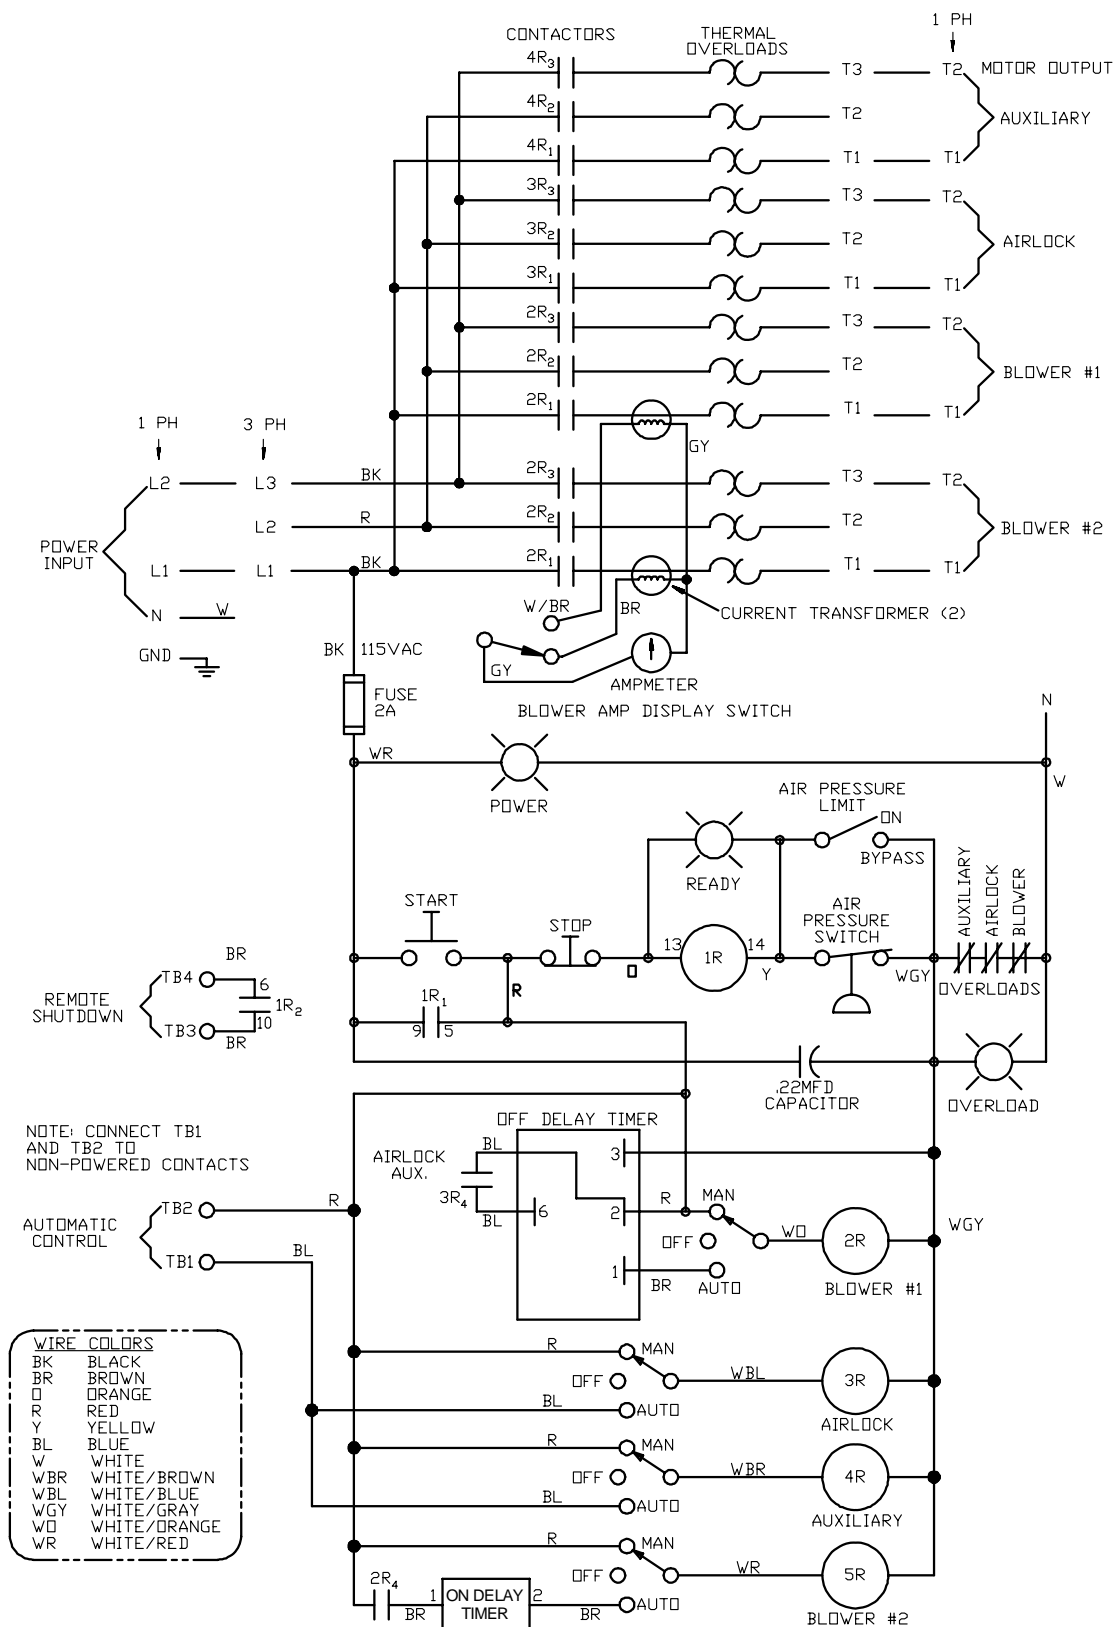 1 PH
CONTACTORS
THERMAL
OVERLOADS
4R3 T3 T2 MOTOR OUTPUT
4R2 T2 AUXILIARY
4R1 T1 T1
3R3 T3 T2
3R2 T2 AIRLOCK
3R1 T1 T1
2R3 T3 T2
2R2 T2 BLOWER #1
2R1 T1 T1
GY
1 PH 3 PH
L2 L3 BK 2R3 T3 T2
L2 R 2R2 T2 BLOWER #2
POWER
INPUT
L1 L1 BK 2R1 T1 T1
N W
GND
W/BR BR
CURRENT TRANSFORMER (2)
GY
AMPMETER
BLOWER AMP DISPLAY SWITCH
BK 115VAC
FUSE
2A
N
WR
W
POWER
AIR PRESSURE
LIMIT
ON
BYPASS
READY
START
STOP
AIR
PRESSURE
SWITCH
AUXILIARY
AIRLOCK
BLOWER
OVERLOADS
13 1R 14
O Y WGY
R
1R1
9 5
BR
TB4 6
REMOTE
SHUTDOWN
1R2
TB3 10
BR
.22MFD
CAPACITOR
OVERLOAD
NOTE: CONNECT TB1
AND TB2 TO
NON-POWERED CONTACTS
OFF DELAY TIMER
BL
3
AIRLOCK
AUX.
3R4
BL
6
2 R MAN
OFF WO 2R
WGY
1 BR AUTO
BLOWER #1
TB2 R
AUTOMATIC
CONTROL
TB1 BL
R MAN
OFF WBL 3R
BL AUTO
AIRLOCK
R MAN
OFF WBR 4R
BL AUTO
AUXILIARY
R MAN
OFF WR 5R
2R4 BR 1 ON DELAY
TIMER 2 BR AUTO
BLOWER #2
WIRE COLORS
BK BLACK
BR BROWN
O ORANGE
R RED
Y YELLOW
BL BLUE
W WHITE
WBR WHITE/BROWN
WBL WHITE/BLUE
WGY WHITE/GRAY
WO WHITE/ORANGE
WR WHITE/RED